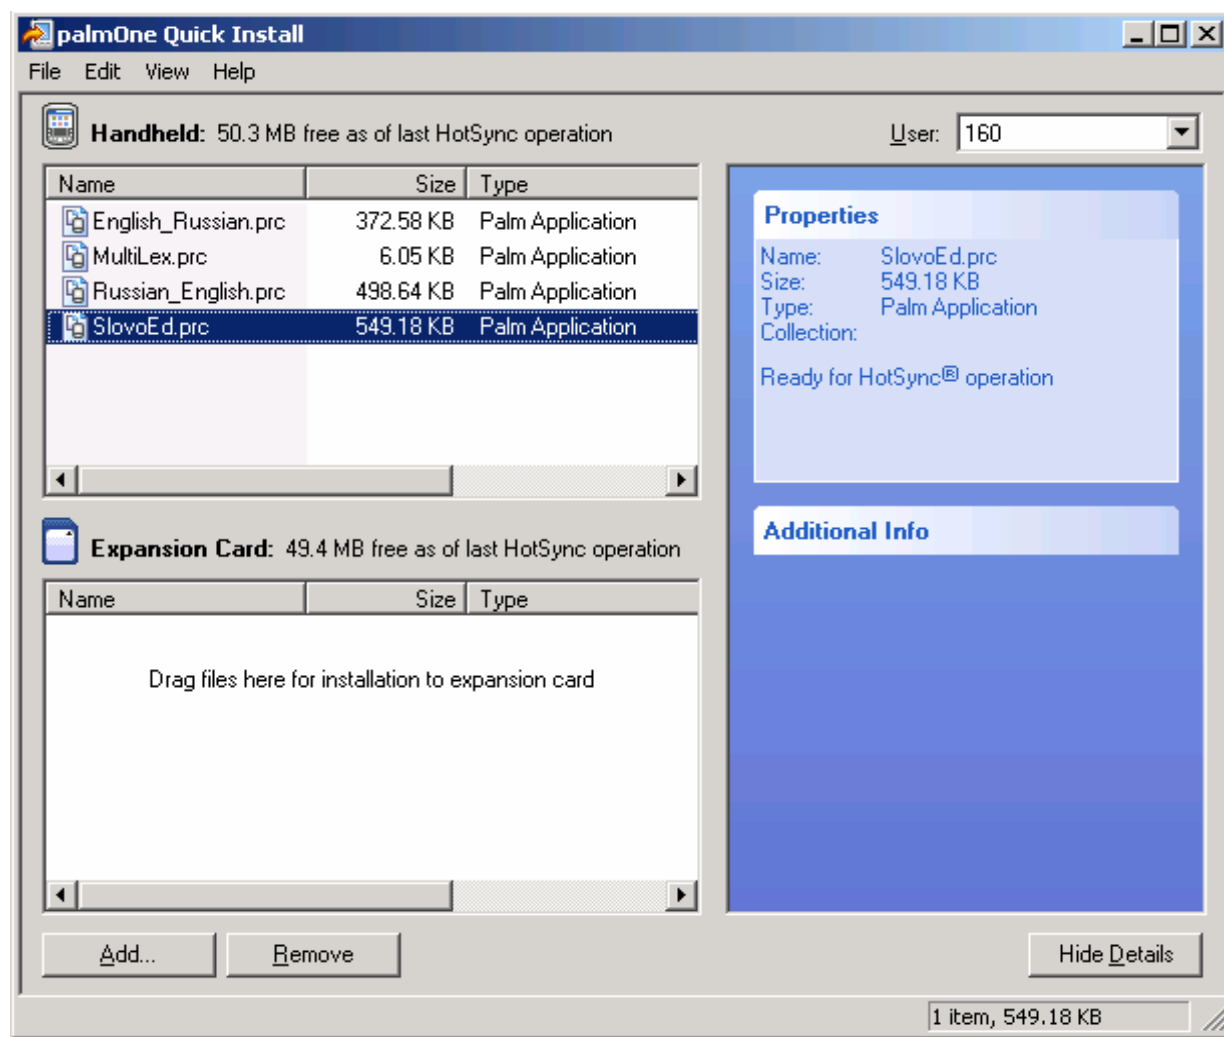 palmOne Quick Install
File Edit View Help
Handheld: 50.3 MB free as of last HotSync operation
User: 160
Name Size Type
English_Russian.prc 372.58 KB Palm Application
MultiLex.prc 6.05 KB Palm Application
Russian_English.prc 498.64 KB Palm Application
SlovoEd.prc 549.18 KB Palm Application
Properties
Name: SlovoEd.prc
Size: 549.18 KB
Type: Palm Application
Collection:
Ready for HotSync® operation
Expansion Card: 49.4 MB free as of last HotSync operation
Name Size Type
Drag files here for installation to expansion card
Additional Info
Add... Remove Hide Details
1 item, 549.18 KB